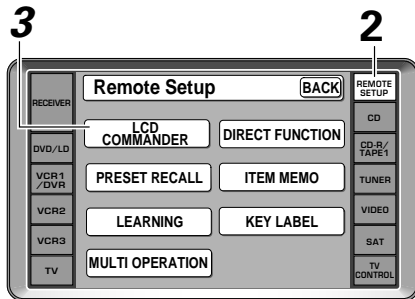 3
2
RECEIVER
DVD/LD
VCR1
/DVR
VCR2
VCR3
TV
Remote Setup
BACK
LCD
COMMANDER
DIRECT FUNCTION
PRESET RECALL
ITEM MEMO
LEARNING
KEY LABEL
MULTI OPERATION
REMOTE
SETUP
CD
CD-R/
TAPE1
TUNER
VIDEO
SAT
TV
CONTROL